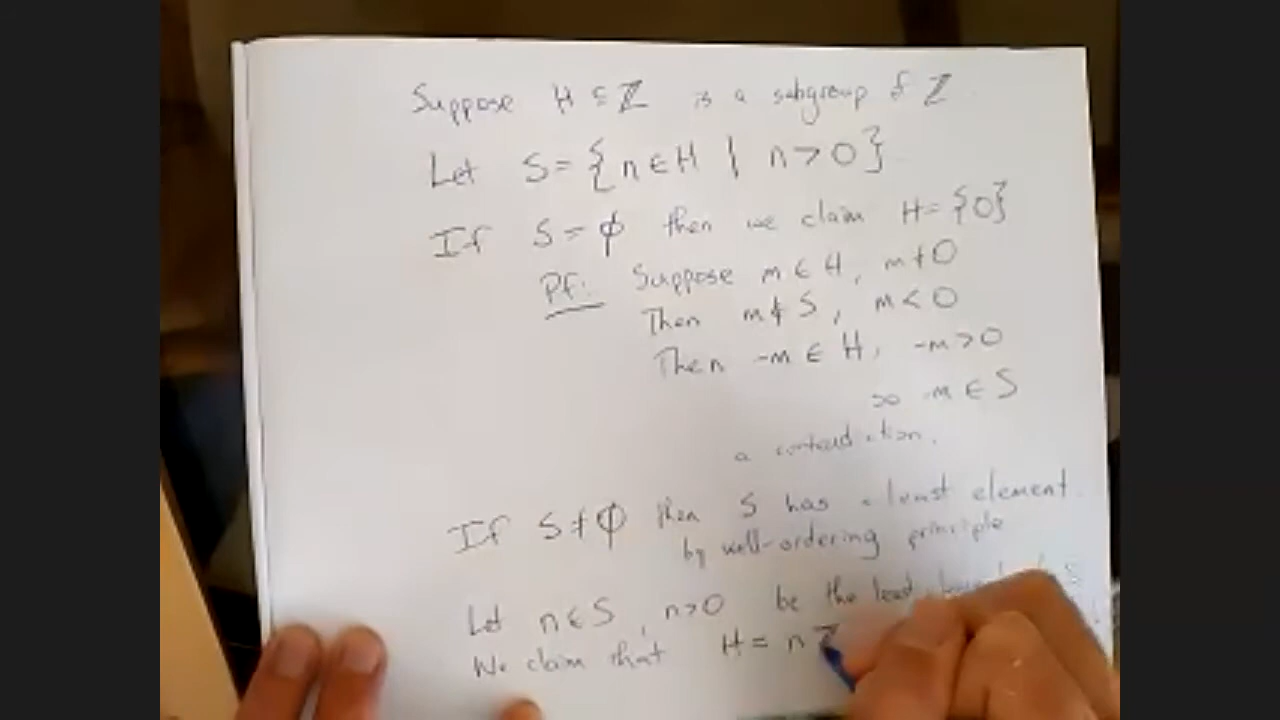 Suppose H ⊆ ℤ is a subgroup of ℤ
Let S = {n ∈ H | n > 0}
If S = ∅ then we claim H = {0}
Pf: Suppose m ∈ H, m ≠ 0
Then m ∉ S, m < 0
Then -m ∈ H, -m > 0
so -m ∈ S
a contradiction.
If S ≠ ∅ then S has a least element
by well-ordering principle
Let n ∈ S, n > 0 be the least
We claim that H = n ℤ